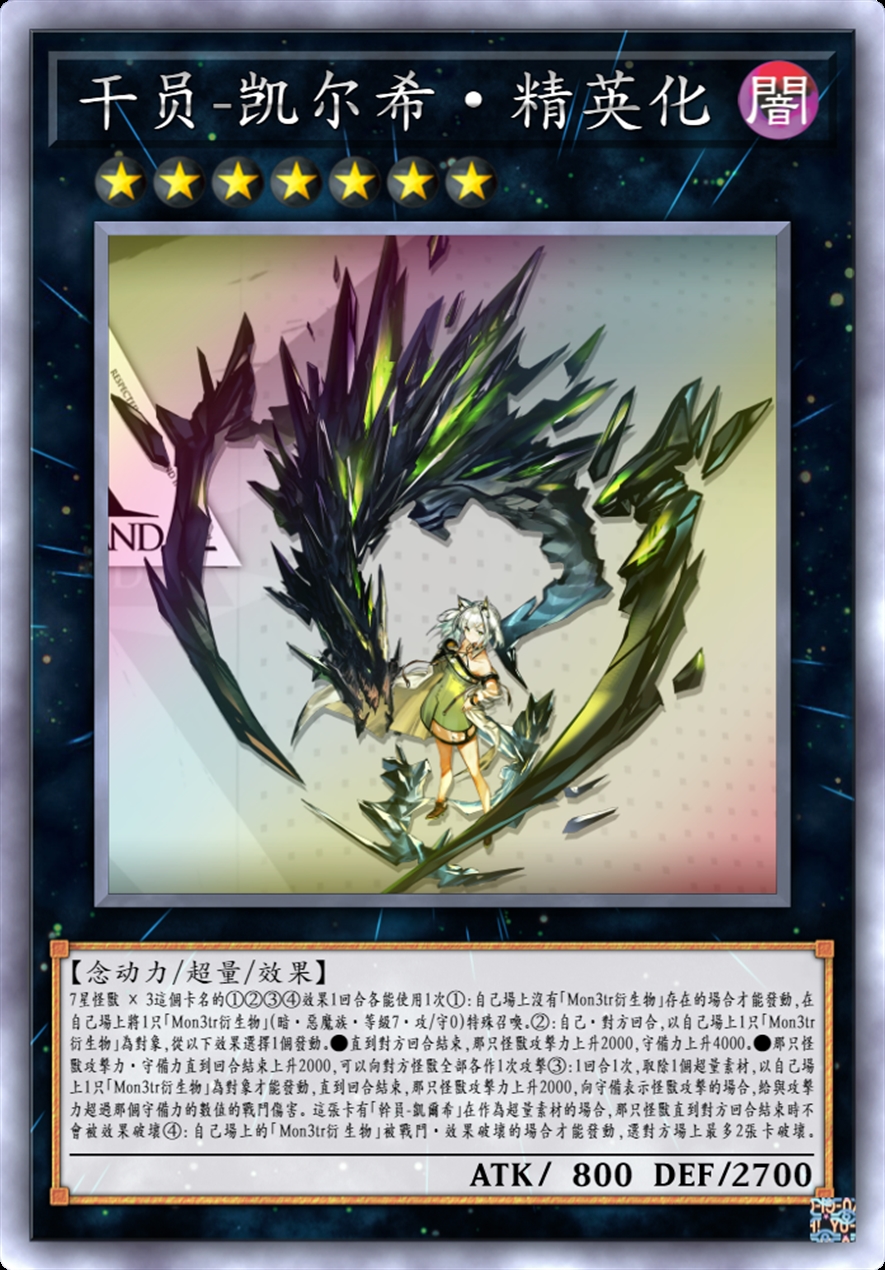 干员-凯尔希·精英化 闇
RESPECT
AND
【念动力/超量/效果】
7星怪獸 × 3這個卡名的①②③④效果1回合各能使用1次①:自己場上沒有「Mon3tr衍生物」存在的場合才能發動,在
自己場上將1只「Mon3tr衍生物」(暗·惡魔族·等級7·攻/守0)特殊召喚。②:自己·對方回合,以自己場上1只「Mon3tr
衍生物」為對象,從以下效果選擇1個發動。●直到對方回合結束,那只怪獸攻擊力上升2000,守備力上升4000。●那只怪
獸攻擊力·守備力直到回合結束上升2000,可以向對方怪獸全部各作1次攻擊③:1回合1次,取除1個超量素材,以自己場
上1只「Mon3tr衍生物」為對象才能發動,直到回合結束,那只怪獸攻擊力上升2000,向守備表示怪獸攻擊的場合,給與攻擊
力超過那個守備力的數值的戰鬥傷害。這張卡有「幹員-凱爾希」在作為超量素材的場合,那只怪獸直到對方回合結束時不
會被效果破壞④:自己場上的「Mon3tr衍生物」被戰鬥·效果破壞的場合才能發動,選對方場上最多2張卡破壞。
ATK/ 800 DEF/2700